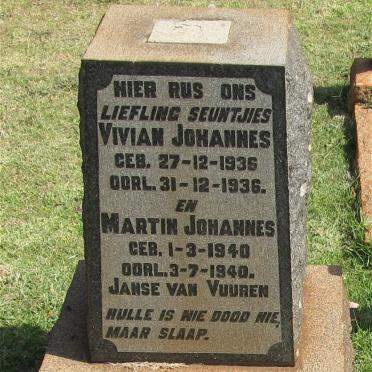 HIER RUS ONS
LIEFLING SEUNTJIES
VIVIAN JOHANNES
GEB. 27-12-1936
OORL. 31-12-1936.
EN
MARTIN JOHANNES
GEB. 1-3-1940
OORL. 3-7-1940.
JANSE VAN VUUREN
HULLE IS NIE DOOD NIE,
MAAR SLAAP.